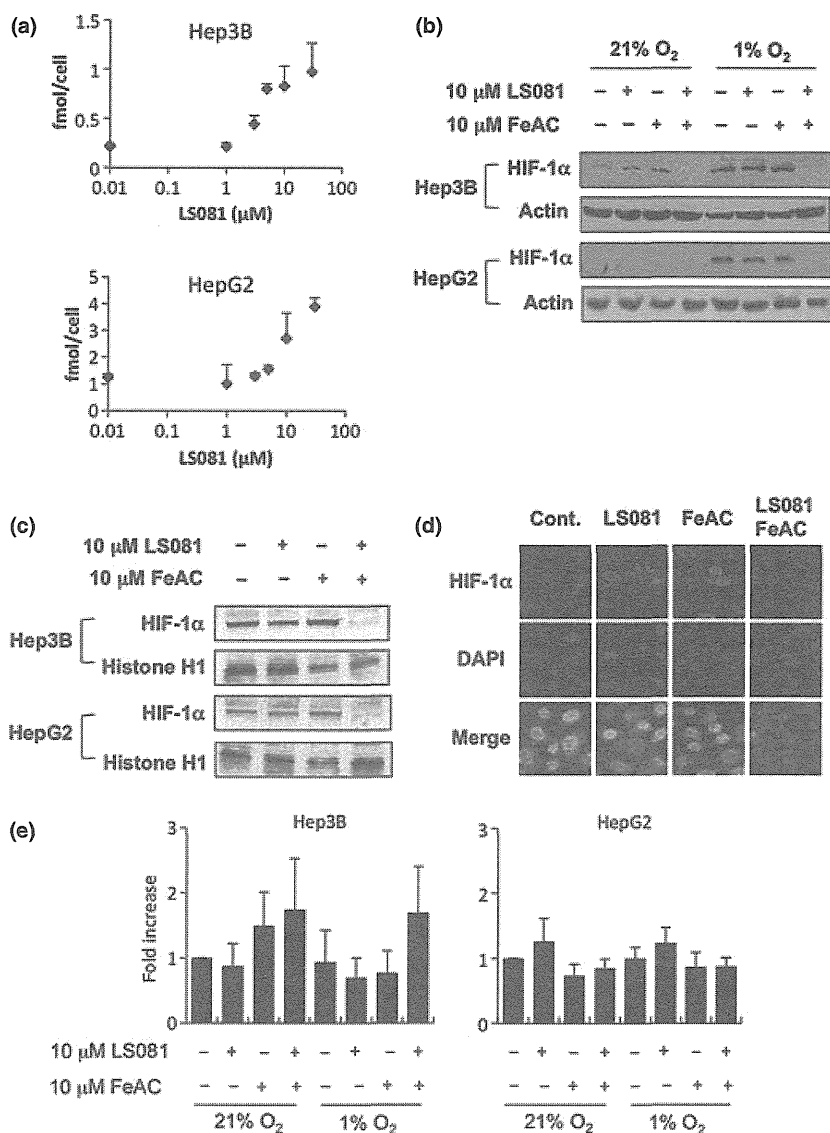 (a)
Hep3B
fmol/cell
1.5
1
0.5
0
0.01 0.1 1 10 100
LS081 (μM)
HepG2
fmol/cell
5
4
3
2
1
0
0.01 0.1 1 10 100
LS081 (μM)
(b)
21% O₂ 1% O₂
10 μM LS081 – + – + – + – +
10 μM FeAC – – + + – – + +
Hep3B
HIF-1α
Actin
HepG2
HIF-1α
Actin
(c)
10 μM LS081 – + – +
10 μM FeAC – – + +
Hep3B
HIF-1α
Histone H1
HepG2
HIF-1α
Histone H1
(d)
Cont. LS081 FeAC LS081 FeAC
HIF-1α
DAPI
Merge
(e)
Hep3B
Fold increase
3
2
1
0
HepG2
3
2
1
0
10 μM LS081 – + – + – + – + – + – + – + – +
10 μM FeAC – – + + – – + + – – + + – – + +
21% O₂ 1% O₂ 21% O₂ 1% O₂